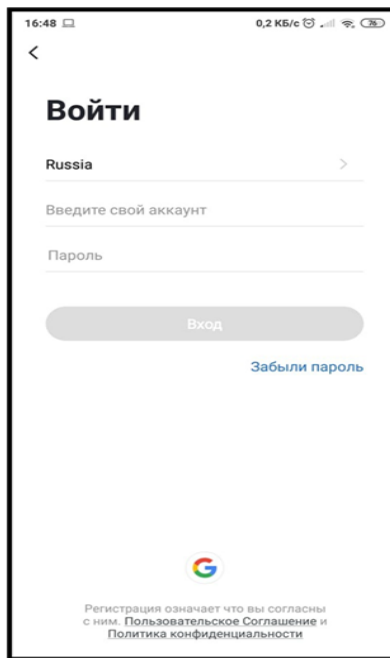 16:48 0,2 КБ/с 76
Войти
Russia
Введите свой аккаунт
Пароль
Вход
Забыли пароль
G
Регистрация означает что вы согласны
с ним. Пользовательское Соглашение и
Политика конфиденциальности